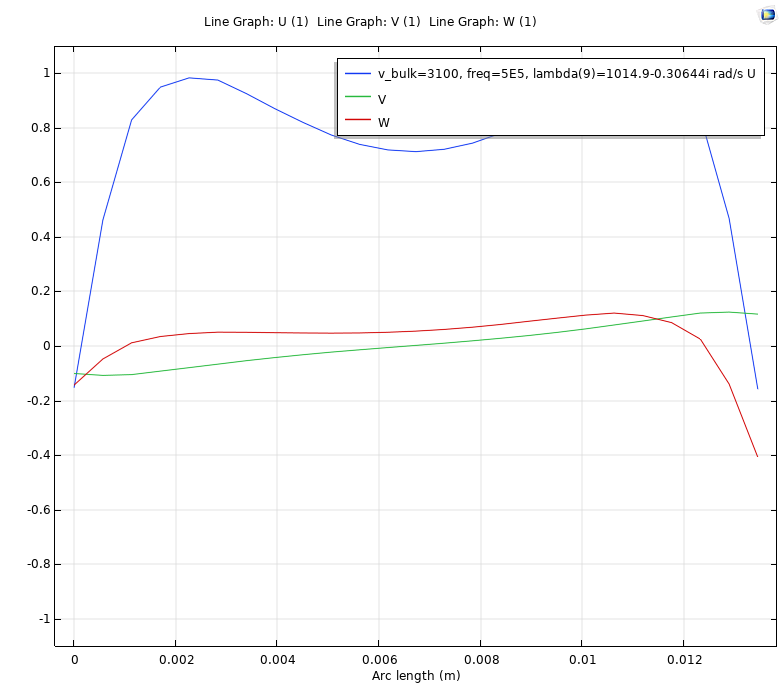 Line Graph: U (1)  Line Graph: V (1)  Line Graph: W (1)
v_bulk=3100, freq=5E5, lambda(9)=1014.9-0.30644i rad/s U
V
W
1
0.8
0.6
0.4
0.2
0
-0.2
-0.4
-0.6
-0.8
-1
0 0.002 0.004 0.006 0.008 0.01 0.012
Arc length (m)